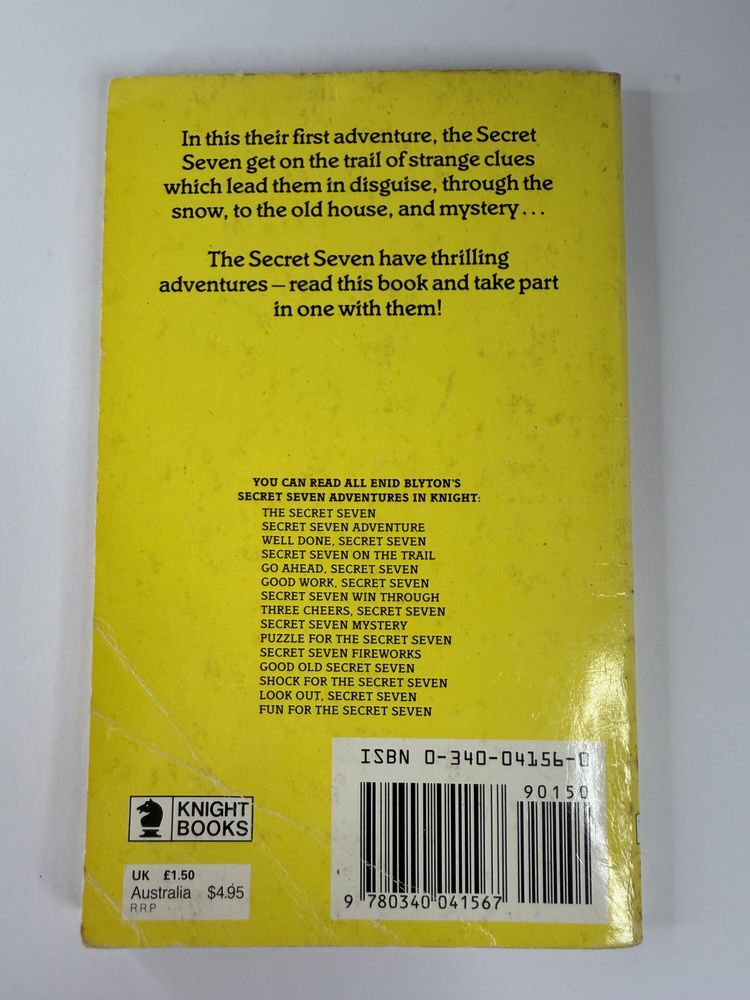 In this their first adventure, the Secret
Seven get on the trail of strange clues
which lead them in disguise, through the
snow, to the old house, and mystery...
The Secret Seven have thrilling
adventures – read this book and take part
in one with them!
YOU CAN READ ALL ENID BLYTON'S
SECRET SEVEN ADVENTURES IN KNIGHT:
THE SECRET SEVEN
SECRET SEVEN ADVENTURE
WELL DONE, SECRET SEVEN
SECRET SEVEN ON THE TRAIL
GO AHEAD, SECRET SEVEN
GOOD WORK, SECRET SEVEN
SECRET SEVEN WIN THROUGH
THREE CHEERS, SECRET SEVEN
SECRET SEVEN MYSTERY
PUZZLE FOR THE SECRET SEVEN
SECRET SEVEN FIREWORKS
GOOD OLD SECRET SEVEN
SHOCK FOR THE SECRET SEVEN
LOOK OUT, SECRET SEVEN
FUN FOR THE SECRET SEVEN
ISBN 0-340-04156-0
90150
9 780340 041567
KNIGHT
BOOKS
UK £1.50
Australia $4.95
RRP